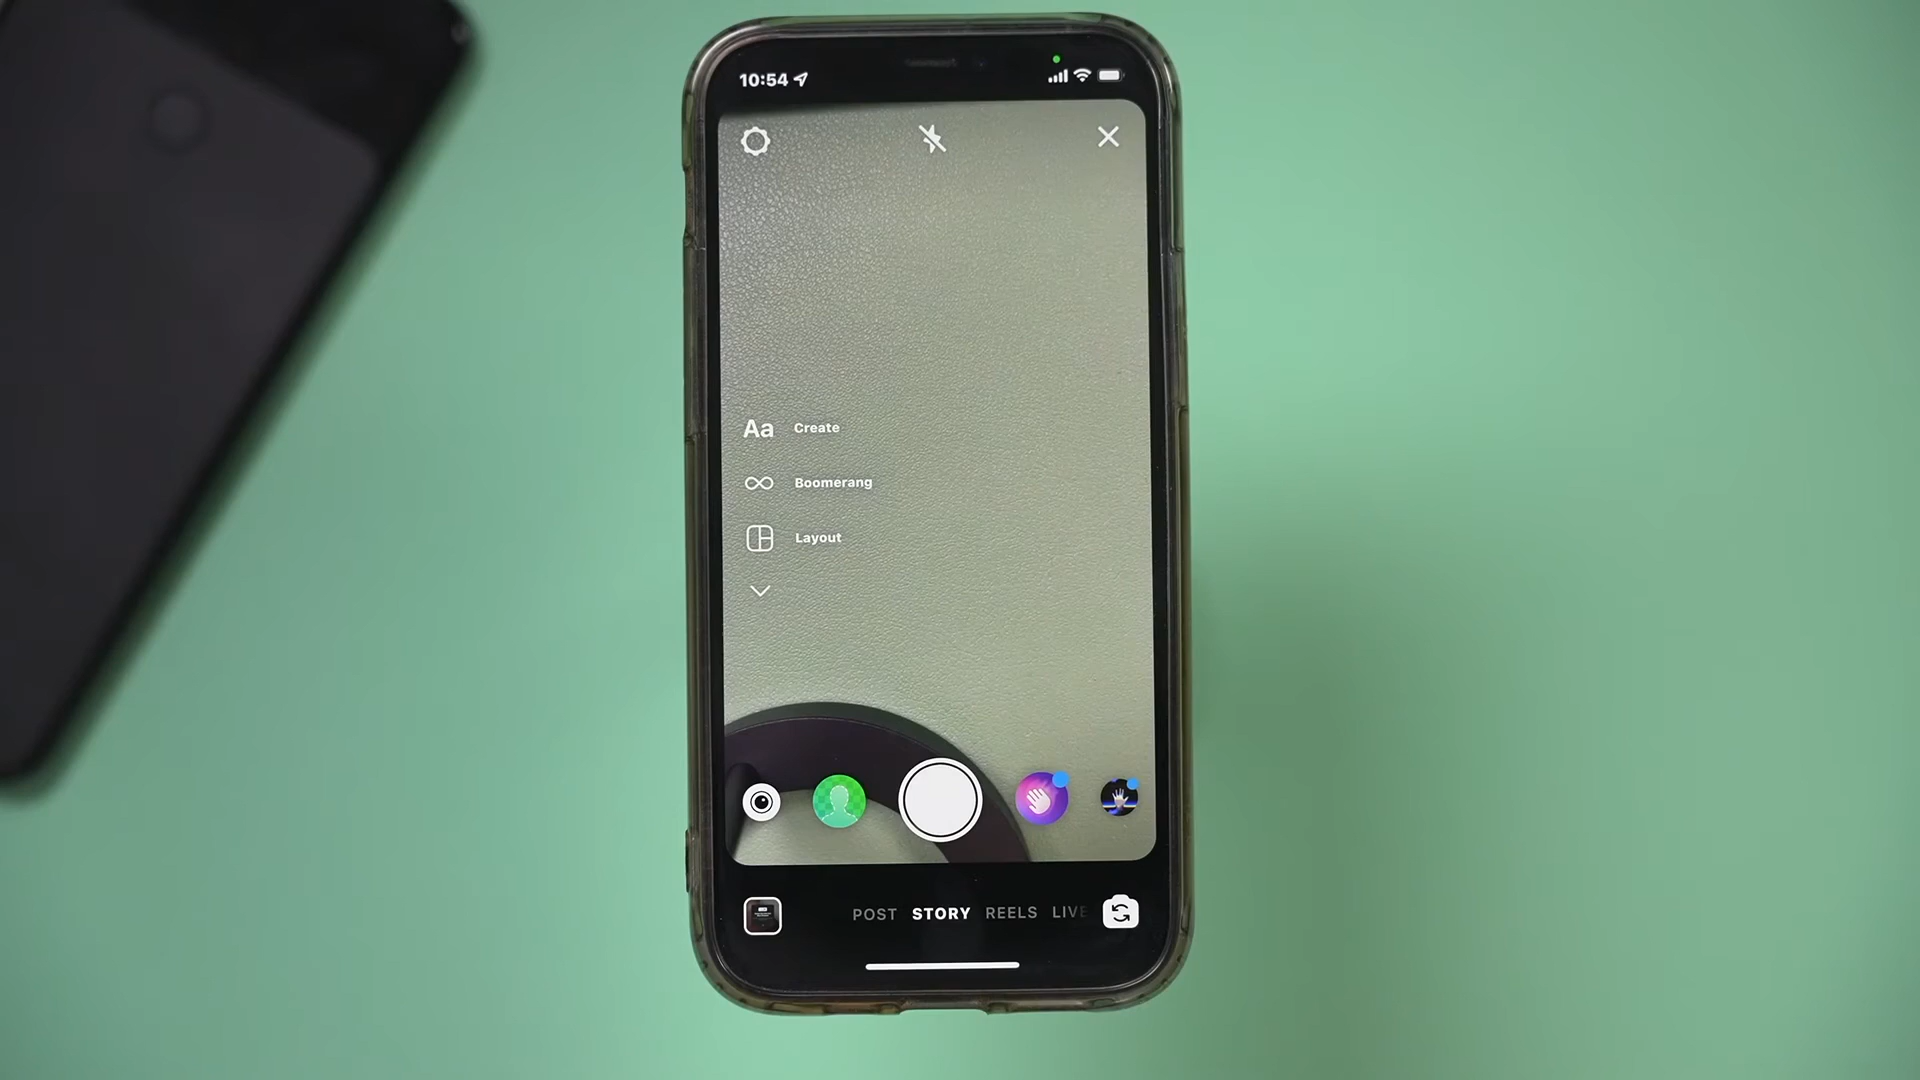 10:54
Aa Create
Boomerang
Layout
POST STORY REELS LIVE